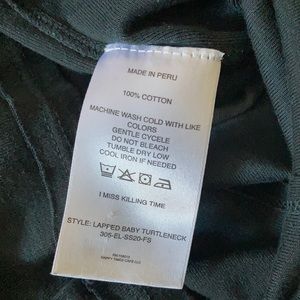 MADE IN PERU
100% COTTON
MACHINE WASH COLD WITH LIKE
COLORS
GENTLE CYCELE
DO NOT BLEACH
TUMBLE DRY LOW
COOL IRON IF NEEDED
I MISS KILLING TIME
STYLE: LAPPED BABY TURTLENECK
305-EL-SS20-FS